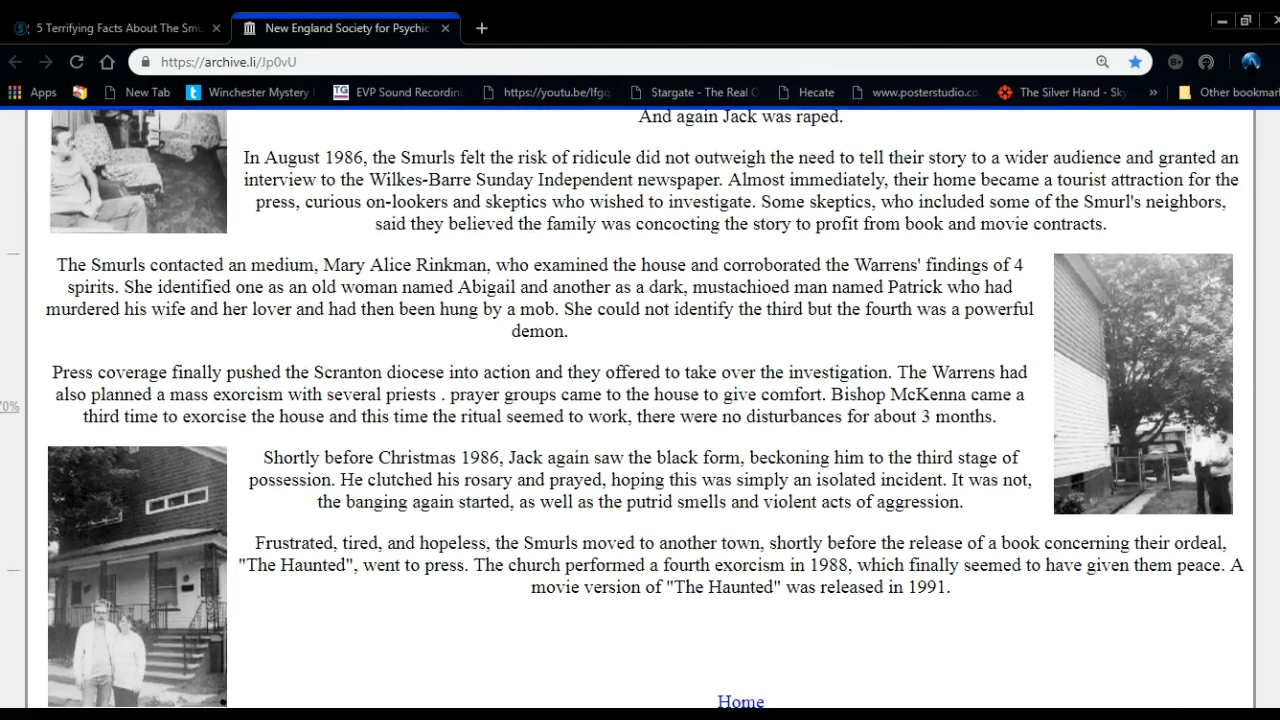 5 Terrifying Facts About The Smu
New England Society for Psychic
https://archive.li/Jp0vU
Apps
New Tab
Winchester Mystery
EVP Sound Recordin
https://youtu.be/lfgq
Stargate - The Real
Hecate
www.posterstudio.c
The Silver Hand - Sk
Other bookmar
And again Jack was raped.
In August 1986, the Smurls felt the risk of ridicule did not outweigh the need to tell their story to a wider audience and granted an
interview to the Wilkes-Barre Sunday Independent newspaper. Almost immediately, their home became a tourist attraction for the
press, curious on-lookers and skeptics who wished to investigate. Some skeptics, who included some of the Smurl's neighbors,
said they believed the family was concocting the story to profit from book and movie contracts.
The Smurls contacted an medium, Mary Alice Rinkman, who examined the house and corroborated the Warrens' findings of 4
spirits. She identified one as an old woman named Abigail and another as a dark, mustachioed man named Patrick who had
murdered his wife and her lover and had then been hung by a mob. She could not identify the third but the fourth was a powerful
demon.
Press coverage finally pushed the Scranton diocese into action and they offered to take over the investigation. The Warrens had
also planned a mass exorcism with several priests . prayer groups came to the house to give comfort. Bishop McKenna came a
third time to exorcise the house and this time the ritual seemed to work, there were no disturbances for about 3 months.
70%
Shortly before Christmas 1986, Jack again saw the black form, beckoning him to the third stage of
possession. He clutched his rosary and prayed, hoping this was simply an isolated incident. It was not,
the banging again started, as well as the putrid smells and violent acts of aggression.
Frustrated, tired, and hopeless, the Smurls moved to another town, shortly before the release of a book concerning their ordeal,
"The Haunted", went to press. The church performed a fourth exorcism in 1988, which finally seemed to have given them peace. A
movie version of "The Haunted" was released in 1991.
Home